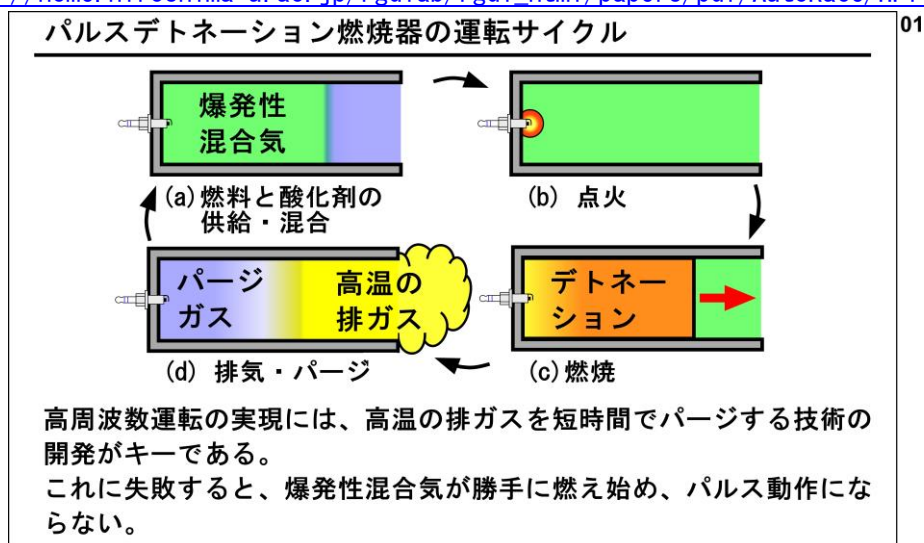 パルスデトネーション燃焼器の運転サイクル
01
爆発性
混合気
(a)燃料と酸化剤の
供給・混合
(b) 点火
パージ
ガス
高温の
排ガス
(d) 排気・パージ
デトネー
ション
(c)燃焼
高周波数運転の実現には、高温の排ガスを短時間でパージする技術の
開発がキーである。
これに失敗すると、爆発性混合気が勝手に燃え始め、パルス動作にな
らない。